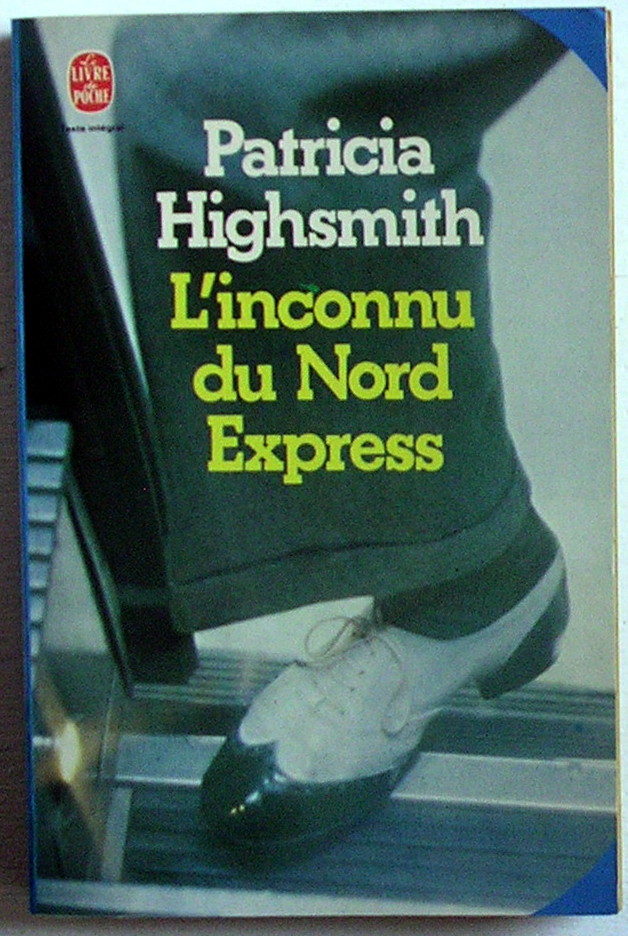 Le
LIVRE
de
POCHE
Texte intégral
Patricia
Highsmith
L'inconnu
du Nord
Express